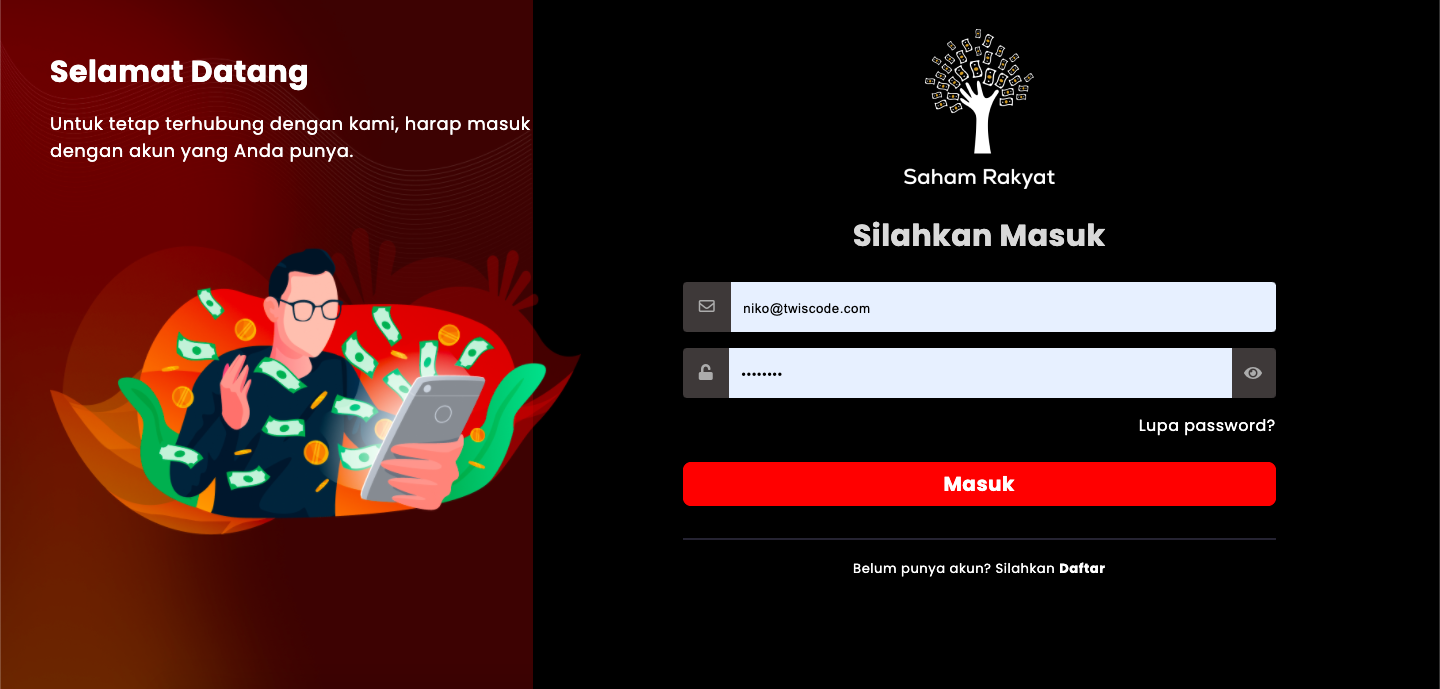 Selamat Datang
Untuk tetap terhubung dengan kami, harap masuk
dengan akun yang Anda punya.
Saham Rakyat
Silahkan Masuk
niko@twiscode.com
••••••••
Lupa password?
Masuk
Belum punya akun? Silahkan Daftar